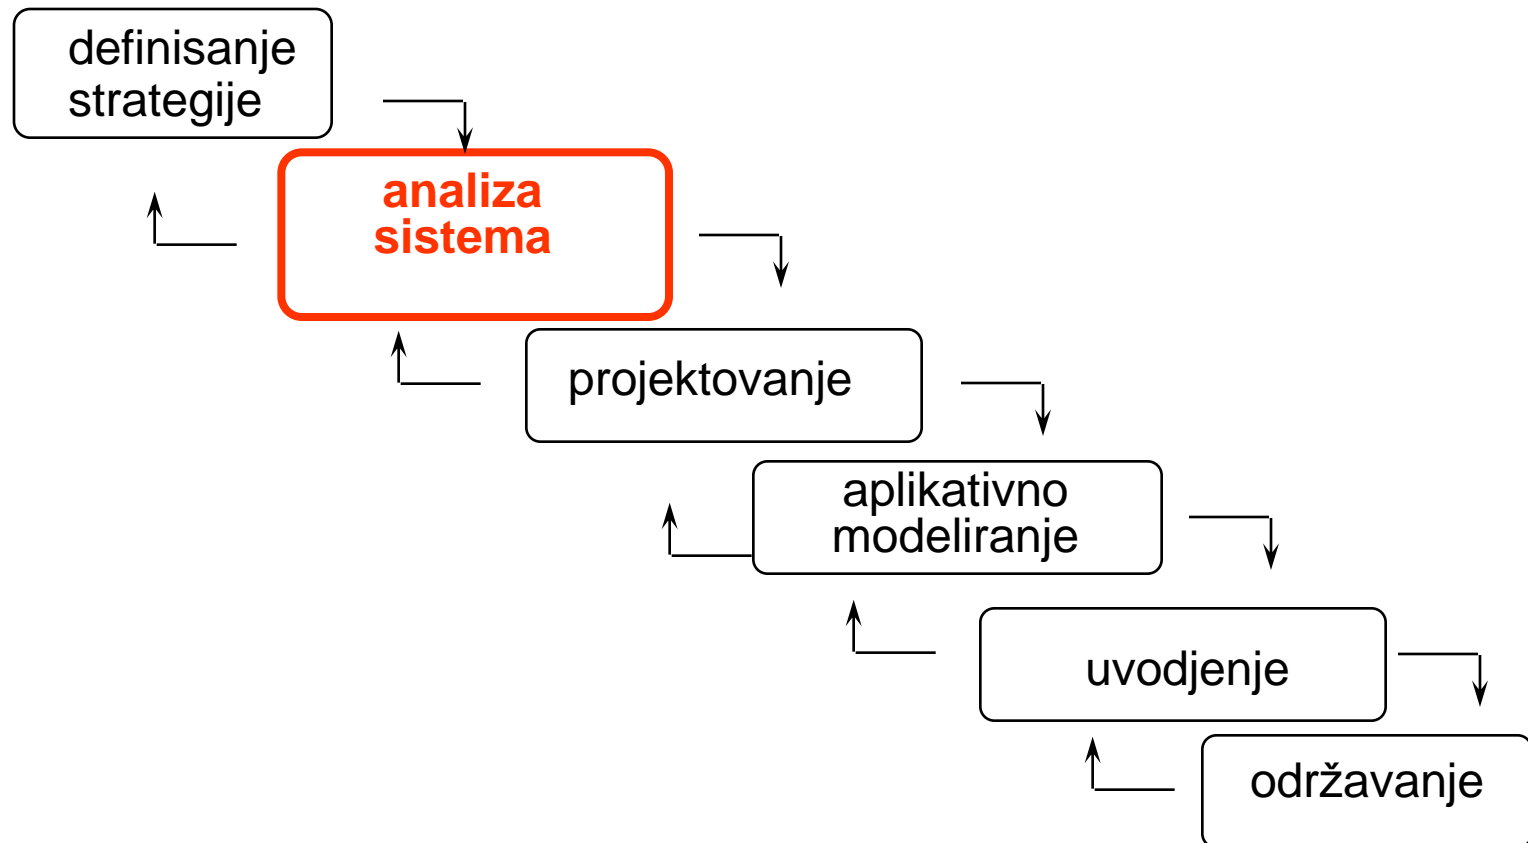 definisanje
strategije
analiza
sistema
projektovanje
aplikativno
modeliranje
uvodjenje
održavanje